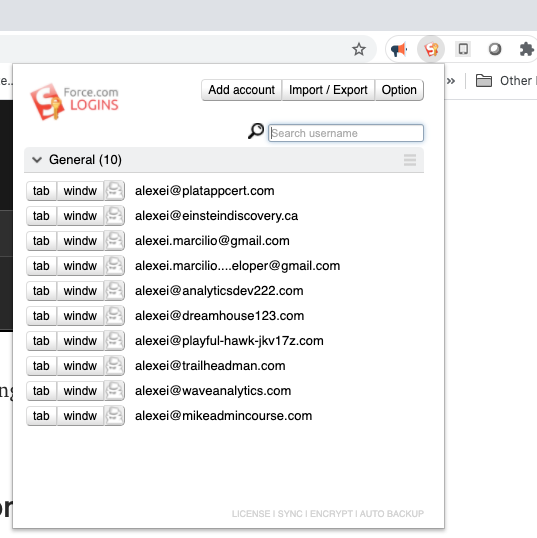 » Other
Force.com
LOGINS
Add account Import / Export Option
Search username
General (10)
tab windw alexei@platappcert.com
tab windw alexei@einsteindiscovery.ca
tab windw alexei.marcilio@gmail.com
tab windw alexei.marcilio....eloper@gmail.com
tab windw alexei@analyticsdev222.com
tab windw alexei@dreamhouse123.com
tab windw alexei@playful-hawk-jkv17z.com
tab windw alexei@trailheadman.com
tab windw alexei@waveanalytics.com
tab windw alexei@mikeadmincourse.com
LICENSE | SYNC | ENCRYPT | AUTO BACKUP